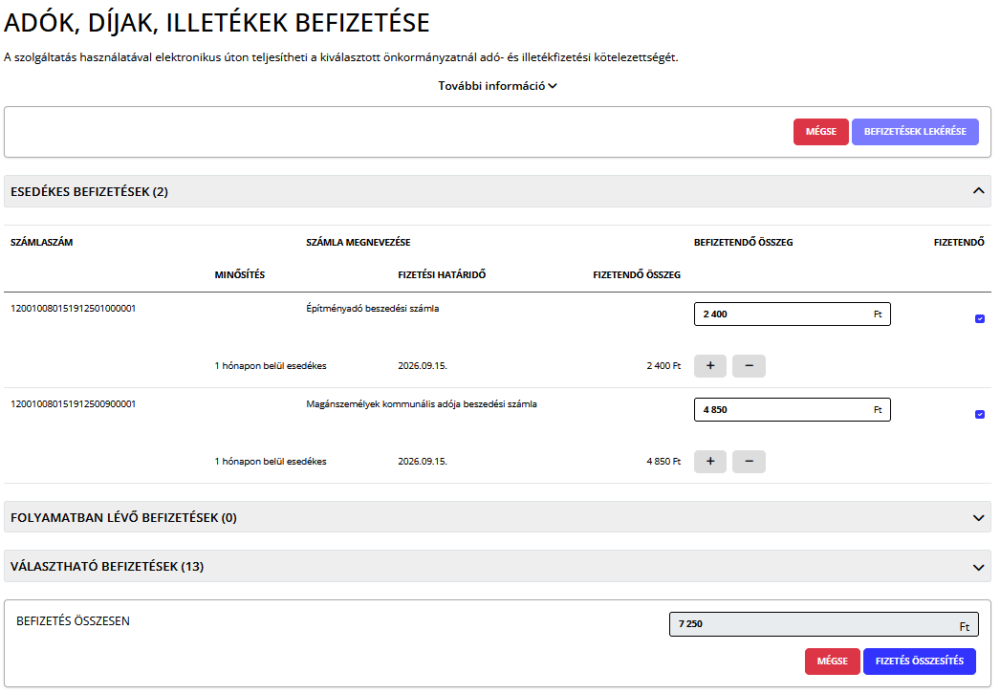 ADÓK, DÍJAK, ILLETÉKEK BEFIZETÉSE
A szolgáltatás használatával elektronikus úton teljesítheti a kiválasztott önkormányzatnál adó- és illetékfizetési kötelezettségét.
További információ
MÉGSE BEFIZETÉSEK LEKÉRÉSE
ESEDÉKES BEFIZETÉSEK (2)
SZÁMLASZÁM SZÁMLA MEGNEVEZÉSE BEFIZETENDŐ ÖSSZEG FIZETENDŐ
MINŐSÍTÉS FIZETÉSI HATÁRIDŐ FIZETENDŐ ÖSSZEG
120010080151912501000001 Építményadó beszedési számla 2 400 Ft
1 hónapon belül esedékes 2026.09.15. 2 400 Ft + −
120010080151912500900001 Magánszemélyek kommunális adója beszedési számla 4 850 Ft
1 hónapon belül esedékes 2026.09.15. 4 850 Ft + −
FOLYAMATBAN LÉVŐ BEFIZETÉSEK (0)
VÁLASZTHATÓ BEFIZETÉSEK (13)
BEFIZETÉS ÖSSZESEN 7 250 Ft
MÉGSE FIZETÉS ÖSSZESÍTÉS